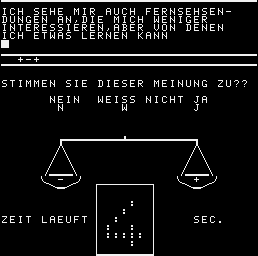 ICH SEHE MIR AUCH FERNSEHSEN-
DUNGEN AN,DIE MICH WENIGER
INTERESSIEREN,ABER VON DENEN
ICH ETWAS LERNEN KANN
+-+
STIMMEN SIE DIESER MEINUNG ZU??
NEIN WEISS NICHT JA
N W J
- +
ZEIT LAEUFT SEC.